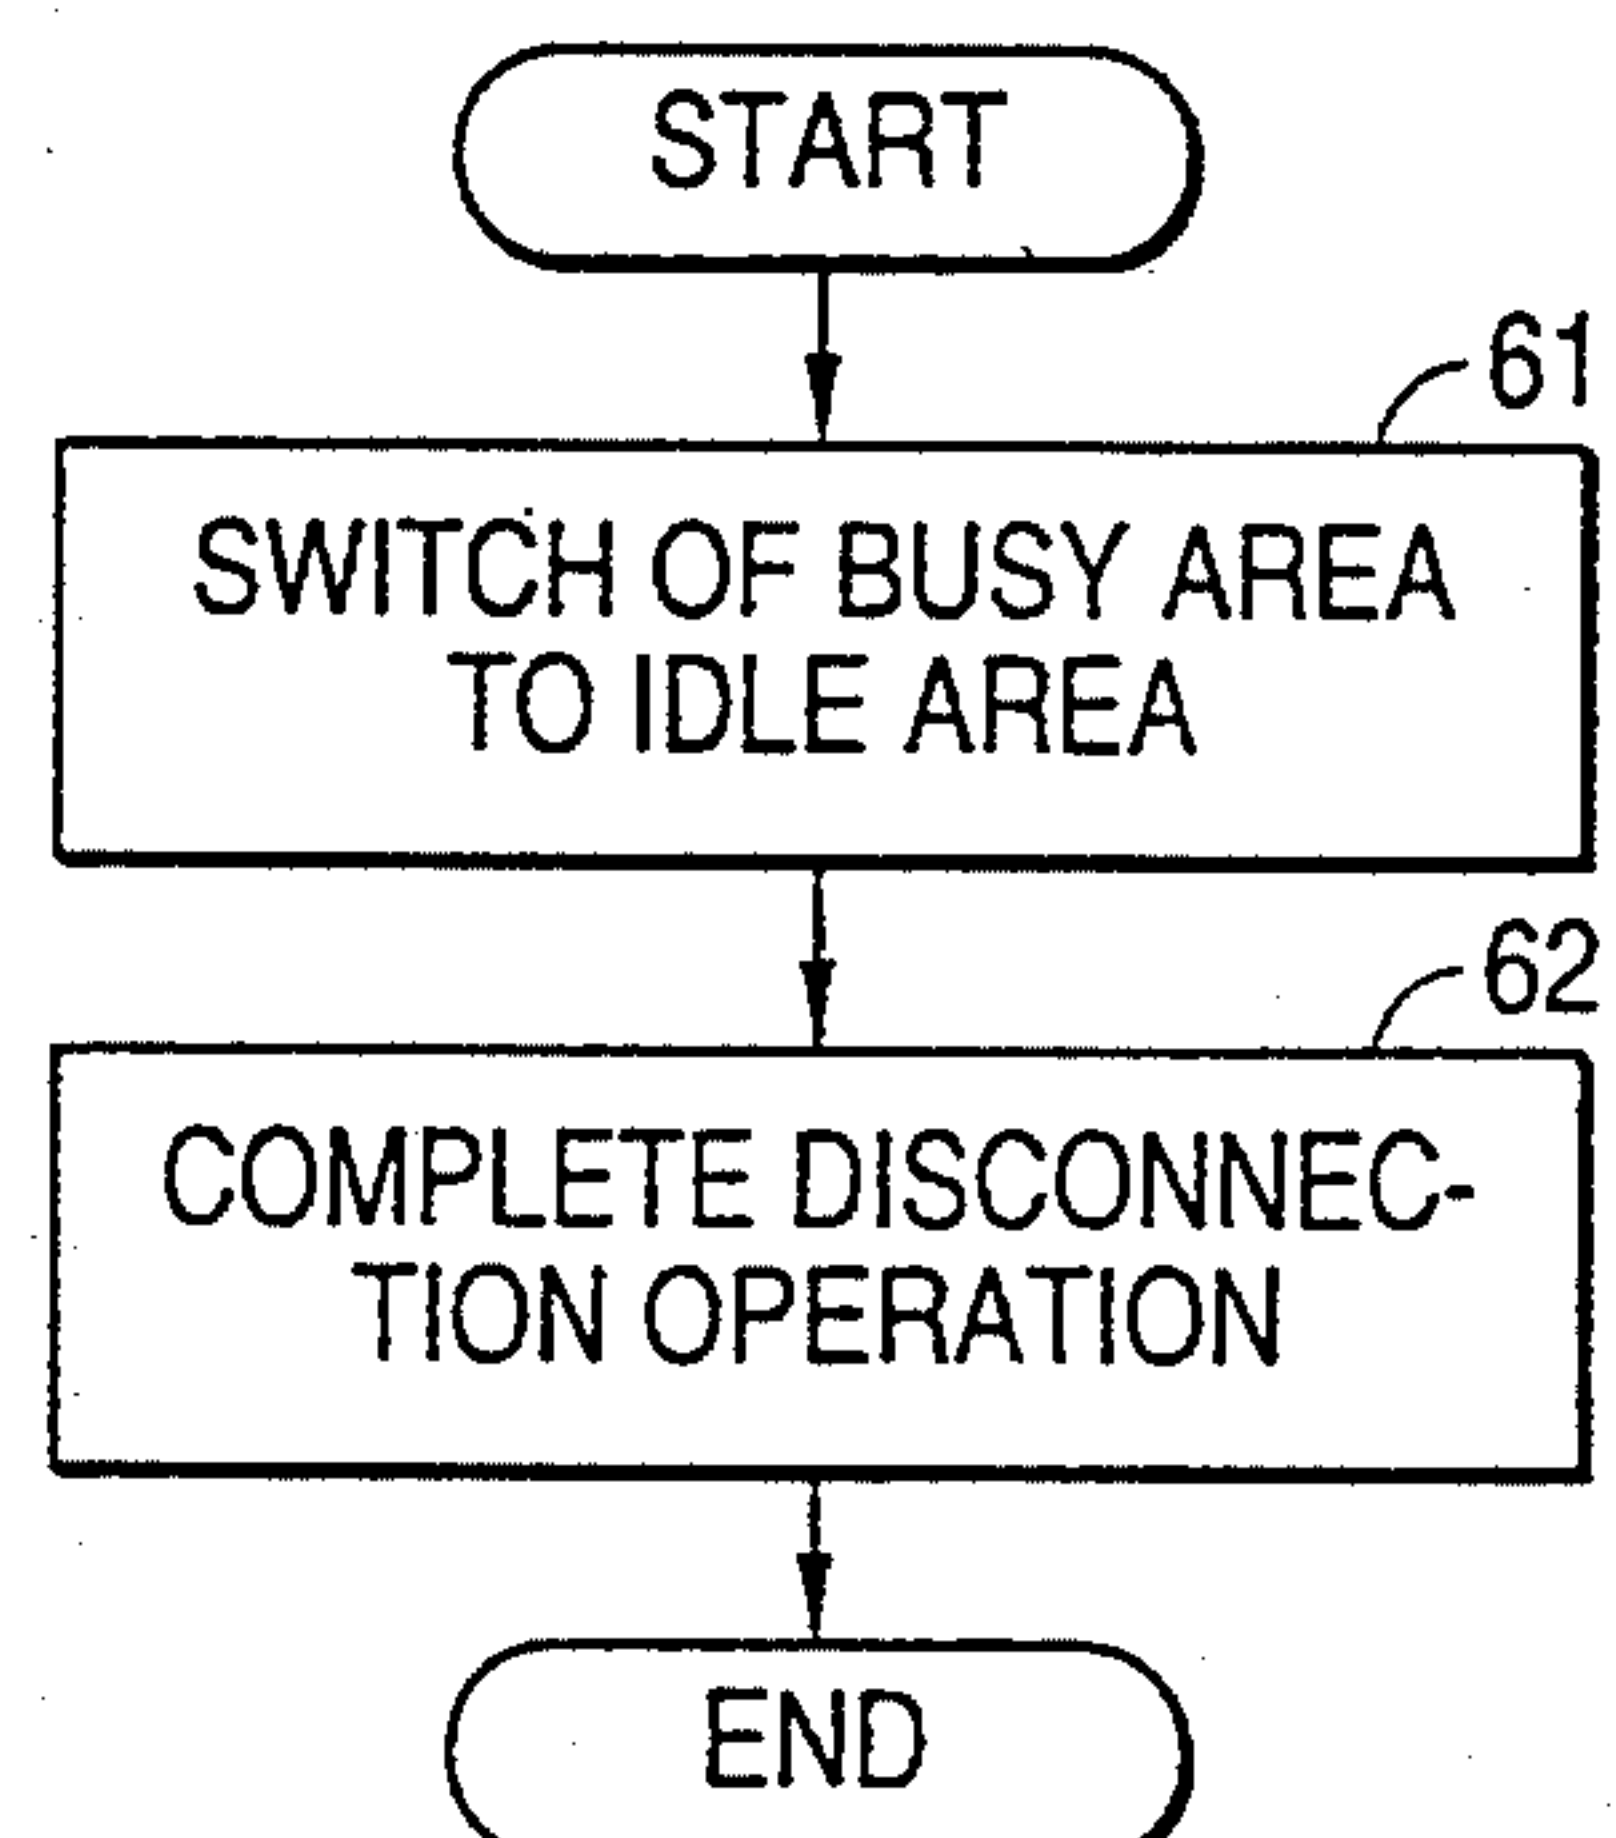 START
61
SWITCH OF BUSY AREA
TO IDLE AREA
62
COMPLETE DISCONNEC-
TION OPERATION
END